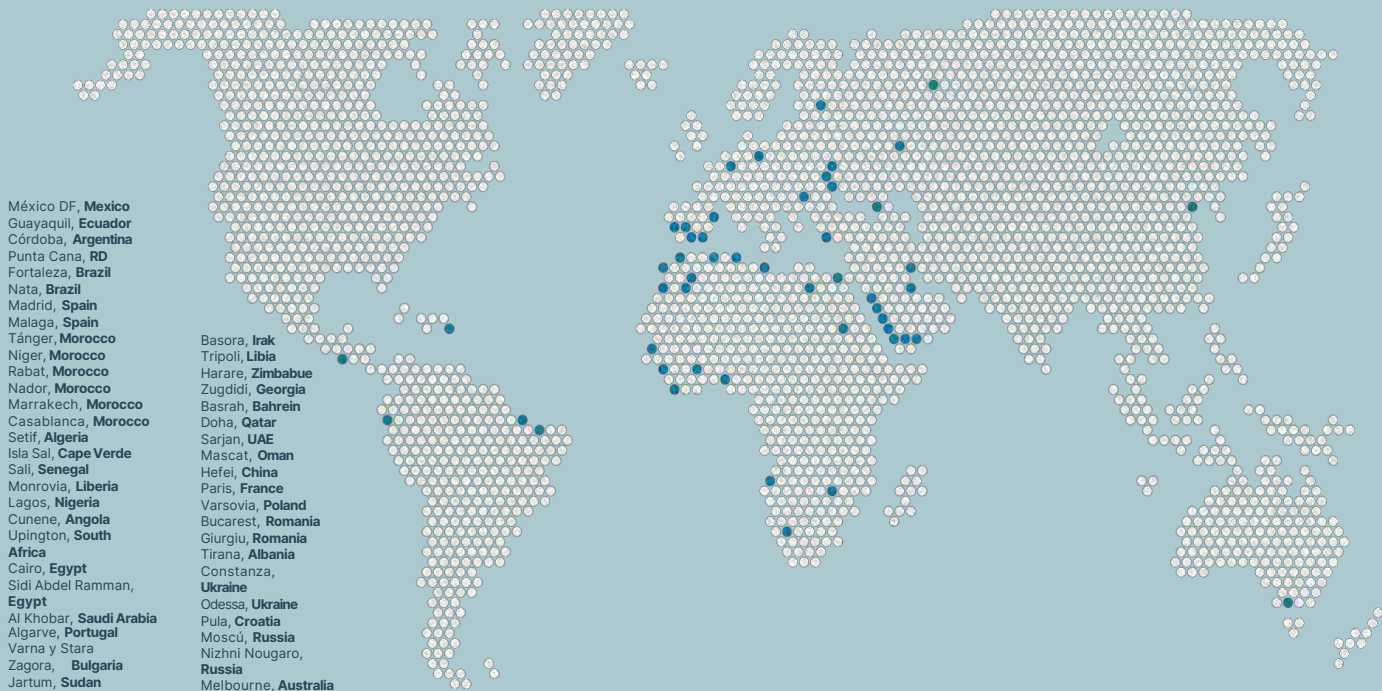 México DF, Mexico
Guayaquil, Ecuador
Córdoba, Argentina
Punta Cana, RD
Fortaleza, Brazil
Nata, Brazil
Madrid, Spain
Malaga, Spain
Tánger, Morocco
Niger, Morocco
Rabat, Morocco
Nador, Morocco
Marrakech, Morocco
Casablanca, Morocco
Setif, Algeria
Isla Sal, Cape Verde
Sali, Senegal
Monrovia, Liberia
Lagos, Nigeria
Cunene, Angola
Upington, South
Africa
Cairo, Egypt
Sidi Abdel Ramman,
Egypt
Al Khobar, Saudi Arabia
Algarve, Portugal
Varna y Stara
Zagora, Bulgaria
Jartum, Sudan
Basora, Irak
Tripoli, Libia
Harare, Zimbabue
Zugdidi, Georgia
Basrah, Bahrein
Doha, Qatar
Sarjan, UAE
Mascat, Oman
Hefei, China
Paris, France
Varsovia, Poland
Bucarest, Romania
Giurgiu, Romania
Tirana, Albania
Constanza,
Ukraine
Odessa, Ukraine
Pula, Croatia
Moscú, Russia
Nizhni Nougaro,
Russia
Melbourne, Australia